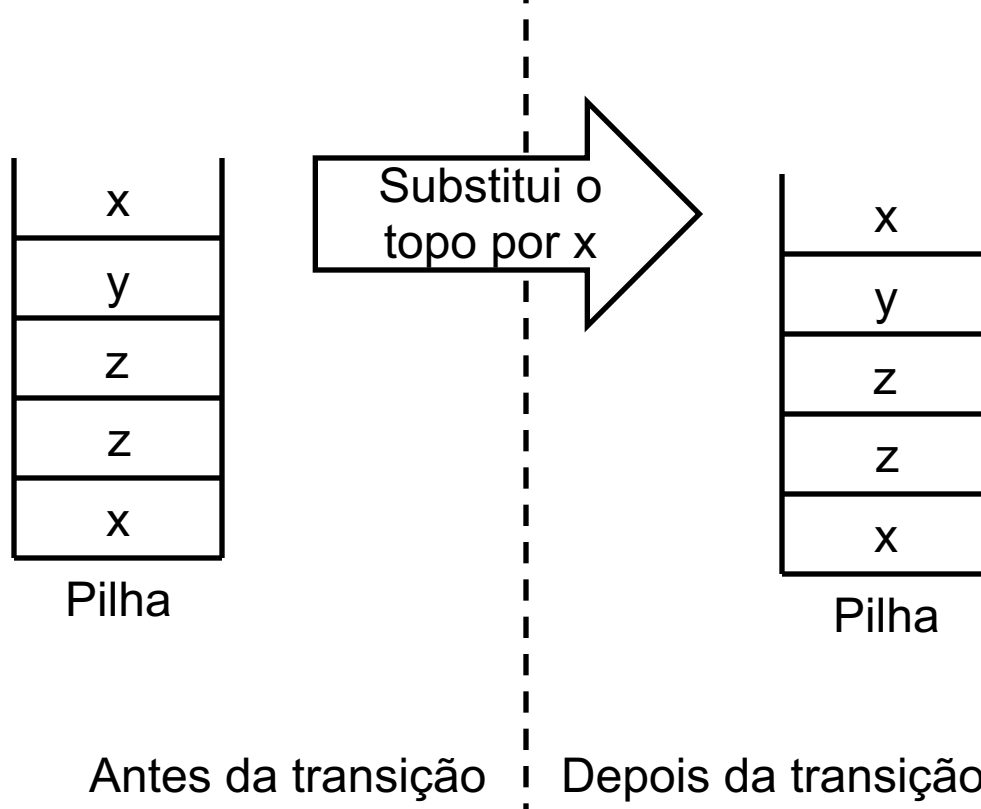 x
y
z
z
x
Pilha
Substitui o
topo por x
x
y
z
z
x
Pilha
Antes da transição
Depois da transição